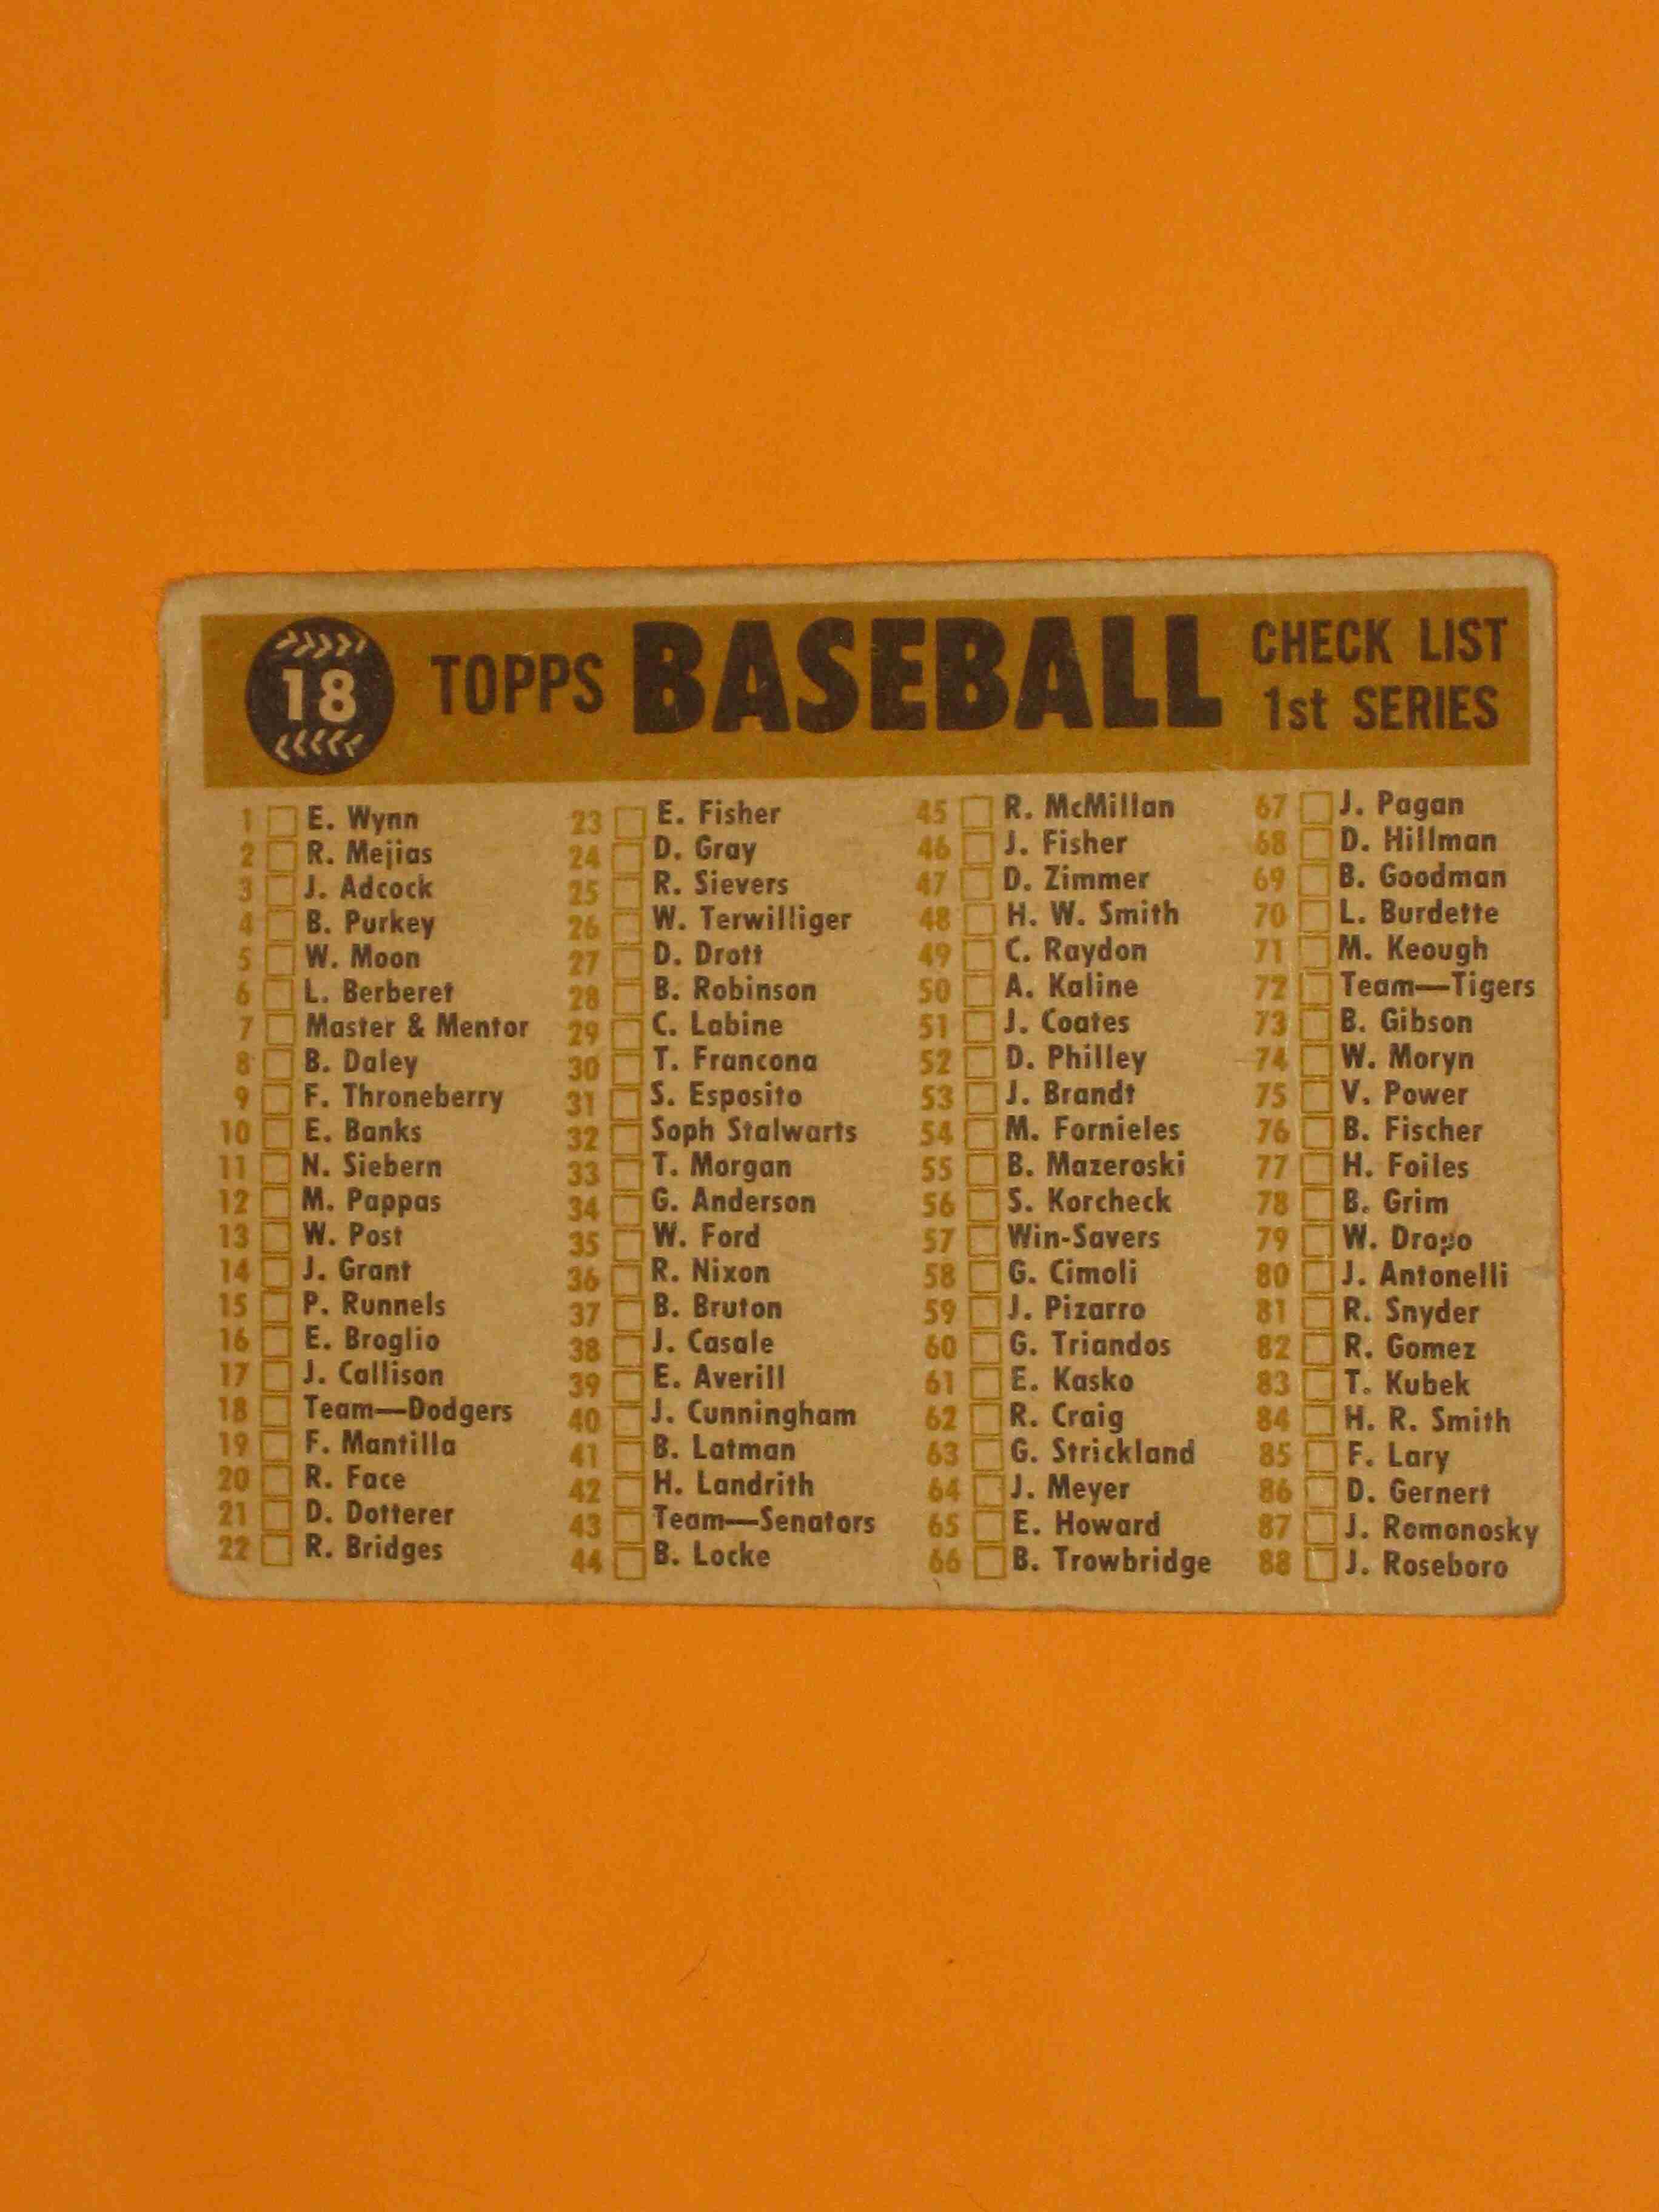 18 TOPPS BASEBALL CHECK LIST
1st SERIES
1 E. Wynn
2 R. Mejias
3 J. Adcock
4 B. Purkey
5 W. Moon
6 L. Berberet
7 Master & Mentor
8 B. Daley
9 F. Throneberry
10 E. Banks
11 N. Siebern
12 M. Pappas
13 W. Post
14 J. Grant
15 P. Runnels
16 E. Broglio
17 J. Callison
18 Team—Dodgers
19 F. Mantilla
20 R. Face
21 D. Dotterer
22 R. Bridges
23 E. Fisher
24 D. Gray
25 R. Sievers
26 W. Terwilliger
27 D. Drott
28 B. Robinson
29 C. Labine
30 T. Francona
31 S. Esposito
32 Soph Stalwarts
33 T. Morgan
34 G. Anderson
35 W. Ford
36 R. Nixon
37 B. Bruton
38 J. Casale
39 E. Averill
40 J. Cunningham
41 B. Latman
42 H. Landrith
43 Team—Senators
44 B. Locke
45 R. McMillan
46 J. Fisher
47 D. Zimmer
48 H. W. Smith
49 C. Raydon
50 A. Kaline
51 J. Coates
52 D. Philley
53 J. Brandt
54 M. Fornieles
55 B. Mazeroski
56 S. Korcheck
57 Win-Savers
58 G. Cimoli
59 J. Pizarro
60 G. Triandos
61 E. Kasko
62 R. Craig
63 G. Strickland
64 J. Meyer
65 E. Howard
66 B. Trowbridge
67 J. Pagan
68 D. Hillman
69 B. Goodman
70 L. Burdette
71 M. Keough
72 Team—Tigers
73 B. Gibson
74 W. Moryn
75 V. Power
76 B. Fischer
77 H. Foiles
78 B. Grim
79 W. Dropo
80 J. Antonelli
81 R. Snyder
82 R. Gomez
83 T. Kubek
84 H. R. Smith
85 F. Lary
86 D. Gernert
87 J. Romonosky
88 J. Roseboro